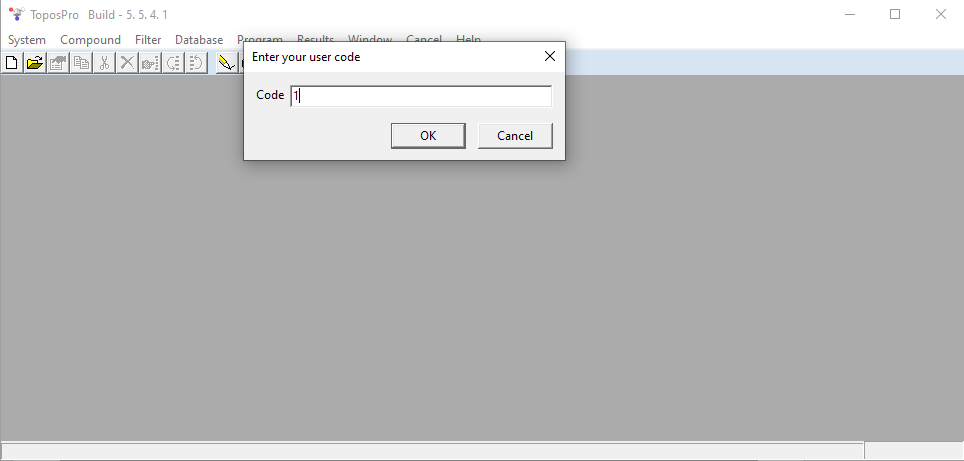 ToposPro Build - 5. 5. 4. 1
System Compound Filter Database Program Results Window Cancel Help
Enter your user code
Code 1
OK Cancel